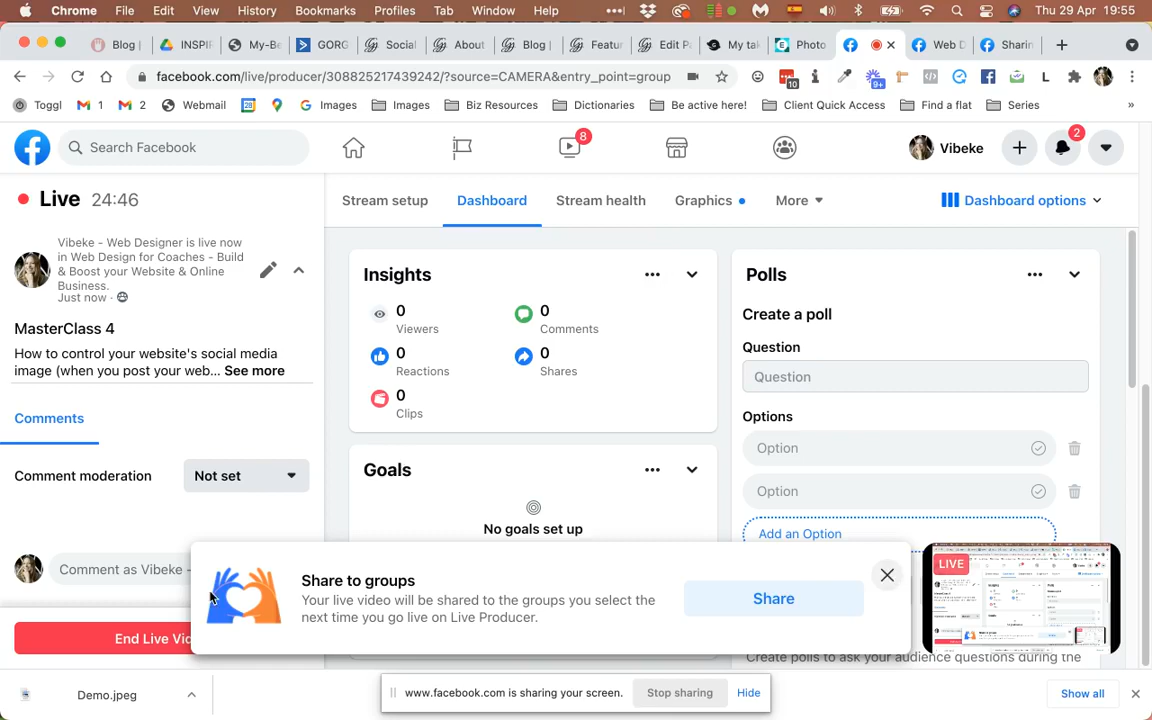 Chrome File Edit View History Bookmarks Profiles Tab Window Help Thu 29 Apr 19:55
Blog | INSPI My-Be GORG Social About Blog | Featur Edit P My ta Photo Web D Sharin
facebook.com/live/producer/308825217439242/?source=CAMERA&entry_point=group 10 9+ L
Toggl 1 2 Webmail Images Images Biz Resources Dictionaries Be active here! Client Quick Access Find a flat Series »
Search Facebook 8 Vibeke 2
Live 24:46
Stream setup Dashboard Stream health Graphics More Dashboard options
Vibeke - Web Designer is live now
in Web Design for Coaches - Build
& Boost your Website & Online
Business.
Just now ·
MasterClass 4
How to control your website's social media
image (when you post your web... See more
Comments
Comment moderation Not set
Comment as Vibeke -
End Live Vid
Insights
0
Viewers
0
Comments
0
Reactions
0
Shares
0
Clips
Goals
No goals set up
Polls
Create a poll
Question
Question
Options
Option
Option
Add an Option
Create polls to ask your audience questions during the
Share to groups
Your live video will be shared to the groups you select the
next time you go live on Live Producer.
Share
LIVE
Demo.jpeg
www.facebook.com is sharing your screen. Stop sharing Hide
Show all